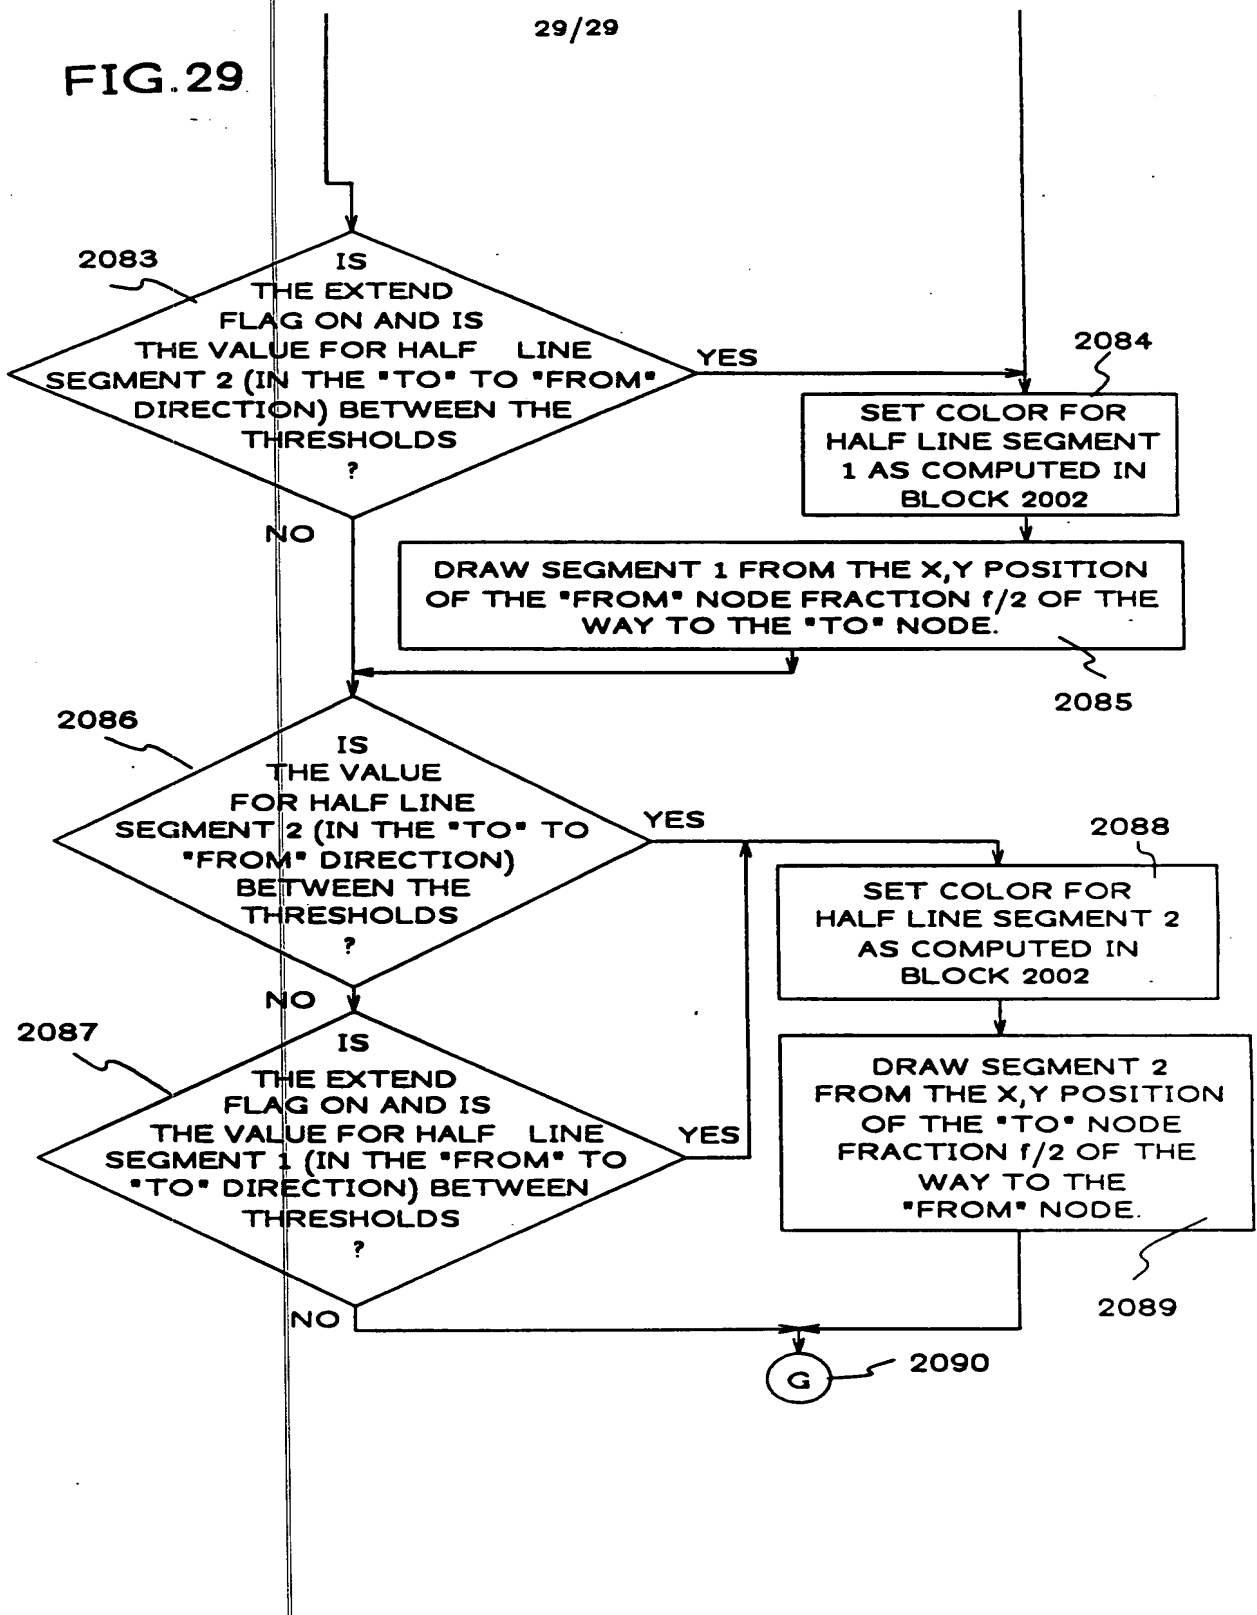 29/29
FIG.29
2083
IS
THE EXTEND
FLAG ON AND IS
THE VALUE FOR HALF LINE
SEGMENT 2 (IN THE "TO" TO "FROM"
DIRECTION) BETWEEN THE
THRESHOLDS
?
YES
NO
2084
SET COLOR FOR
HALF LINE SEGMENT
1 AS COMPUTED IN
BLOCK 2002
DRAW SEGMENT 1 FROM THE X,Y POSITION
OF THE "FROM" NODE FRACTION f/2 OF THE
WAY TO THE "TO" NODE.
2085
2086
IS
THE VALUE
FOR HALF LINE
SEGMENT 2 (IN THE "TO" TO
"FROM" DIRECTION)
BETWEEN THE
THRESHOLDS
?
YES
NO
2088
SET COLOR FOR
HALF LINE SEGMENT 2
AS COMPUTED IN
BLOCK 2002
2087
IS
THE EXTEND
FLAG ON AND IS
THE VALUE FOR HALF LINE
SEGMENT 1 (IN THE "FROM" TO
"TO" DIRECTION) BETWEEN
THRESHOLDS
?
YES
NO
DRAW SEGMENT 2
FROM THE X,Y POSITION
OF THE "TO" NODE
FRACTION f/2 OF THE
WAY TO THE
"FROM" NODE.
2089
G
2090